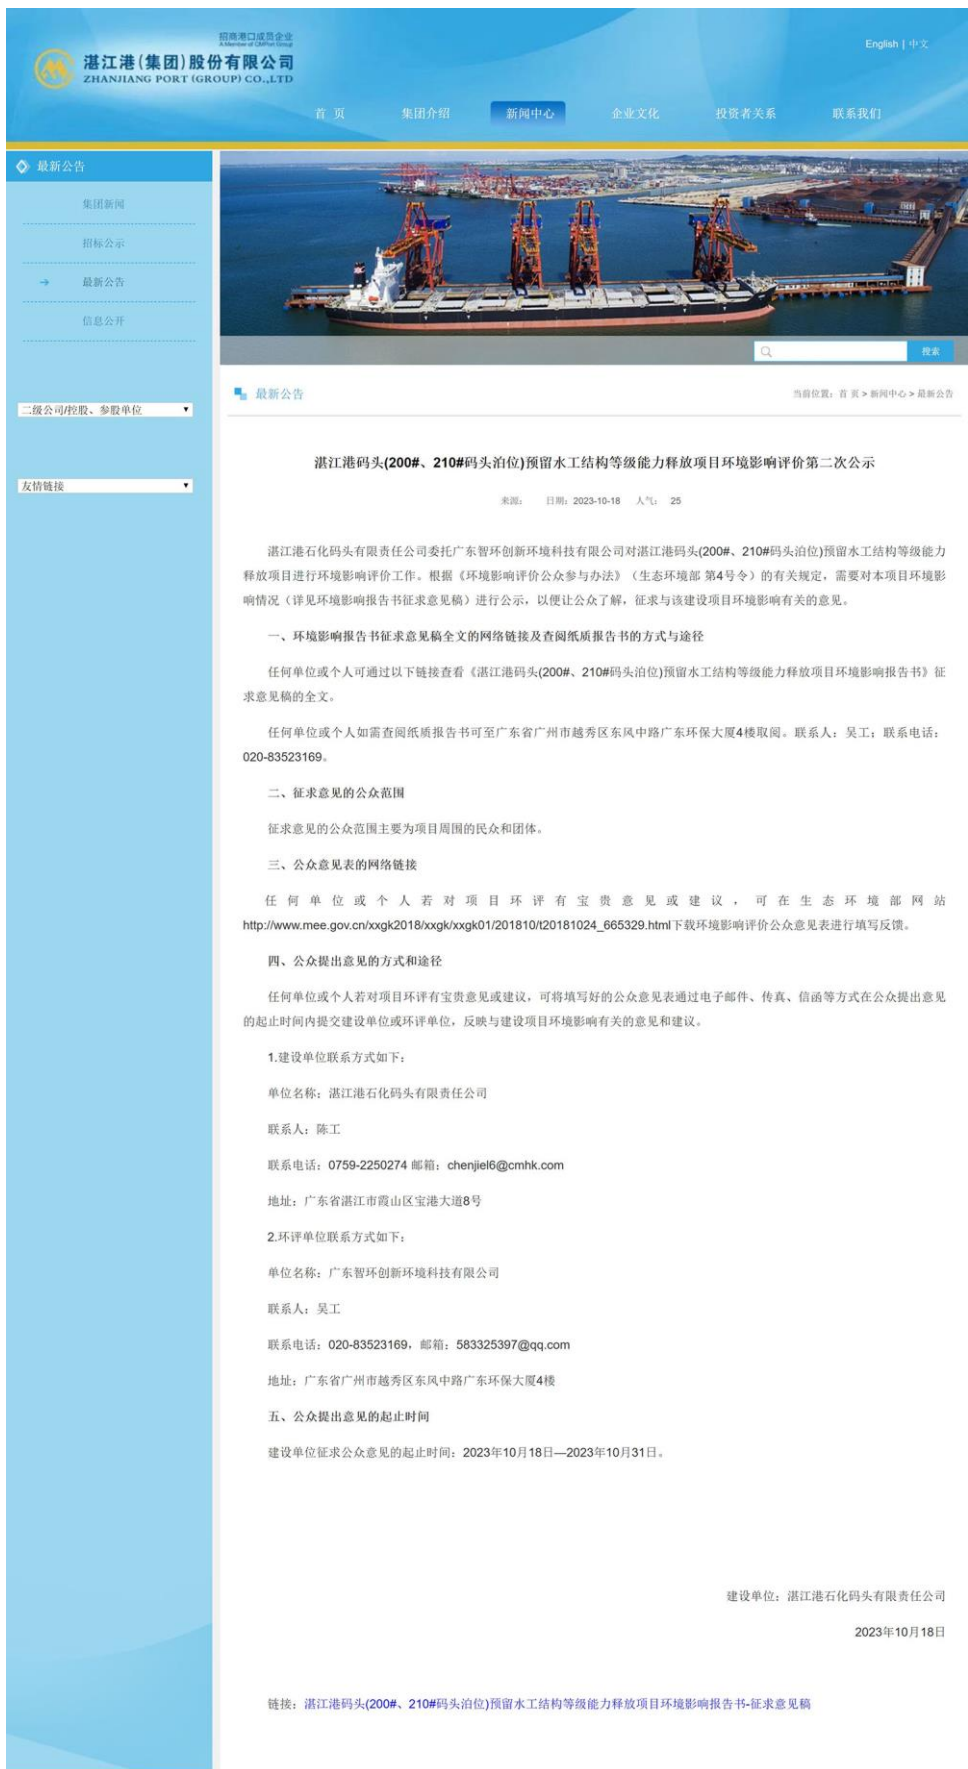 招商港口成员企业
A Member of CMPort Group
湛江港(集团)股份有限公司
ZHANJIANG PORT (GROUP) CO.,LTD
English | 中文
首 页 集团介绍 新闻中心 企业文化 投资者关系 联系我们
最新公告
集团新闻
招标公示
最新公告
信息公开
二级公司/控股、参股单位
友情链接
搜索
最新公告
当前位置：首 页 > 新闻中心 > 最新公告
湛江港码头(200#、210#码头泊位)预留水工结构等级能力释放项目环境影响评价第二次公示
来源： 日期：2023-10-18 人气： 25
湛江港石化码头有限责任公司委托广东智环创新环境科技有限公司对湛江港码头(200#、210#码头泊位)预留水工结构等级能力
释放项目进行环境影响评价工作。根据《环境影响评价公众参与办法》（生态环境部 第4号令）的有关规定，需要对本项目环境影
响情况（详见环境影响报告书征求意见稿）进行公示，以便让公众了解，征求与该建设项目环境影响有关的意见。
一、环境影响报告书征求意见稿全文的网络链接及查阅纸质报告书的方式与途径
任何单位或个人可通过以下链接查看《湛江港码头(200#、210#码头泊位)预留水工结构等级能力释放项目环境影响报告书》征
求意见稿的全文。
任何单位或个人如需查阅纸质报告书可至广东省广州市越秀区东风中路广东环保大厦4楼取阅。联系人：吴工；联系电话：
020-83523169。
二、征求意见的公众范围
征求意见的公众范围主要为项目周围的民众和团体。
三、公众意见表的网络链接
任何单位或个人若对项目环评有宝贵意见或建议，可在生态环境部网站
http://www.mee.gov.cn/xxgk2018/xxgk/xxgk01/201810/t20181024_665329.html下载环境影响评价公众意见表进行填写反馈。
四、公众提出意见的方式和途径
任何单位或个人若对项目环评有宝贵意见或建议，可将填写好的公众意见表通过电子邮件、传真、信函等方式在公众提出意见
的起止时间内提交建设单位或环评单位，反映与建设项目环境影响有关的意见和建议。
1.建设单位联系方式如下：
单位名称：湛江港石化码头有限责任公司
联系人：陈工
联系电话：0759-2250274 邮箱：chenjiel6@cmhk.com
地址：广东省湛江市霞山区宝港大道8号
2.环评单位联系方式如下：
单位名称：广东智环创新环境科技有限公司
联系人：吴工
联系电话：020-83523169，邮箱：583325397@qq.com
地址：广东省广州市越秀区东风中路广东环保大厦4楼
五、公众提出意见的起止时间
建设单位征求公众意见的起止时间：2023年10月18日—2023年10月31日。
建设单位：湛江港石化码头有限责任公司
2023年10月18日
链接：湛江港码头(200#、210#码头泊位)预留水工结构等级能力释放项目环境影响报告书-征求意见稿